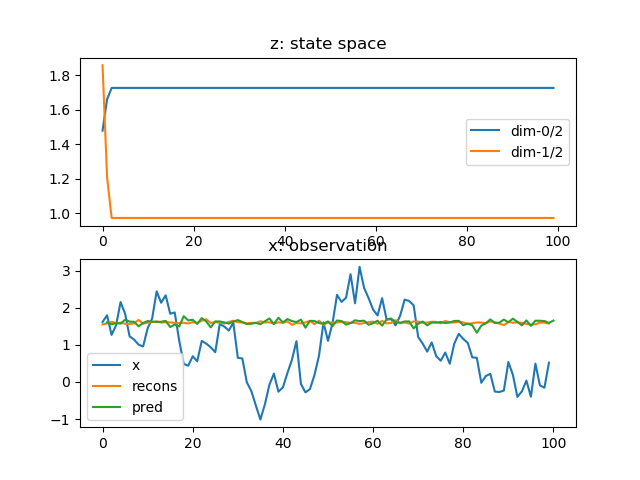 z: state space
1.8
1.6
1.4
1.2
1.0
dim-0/2
dim-1/2
0 20 40 60 80 100
x: observation
3
2
1
0
−1
x
recons
pred
0 20 40 60 80 100